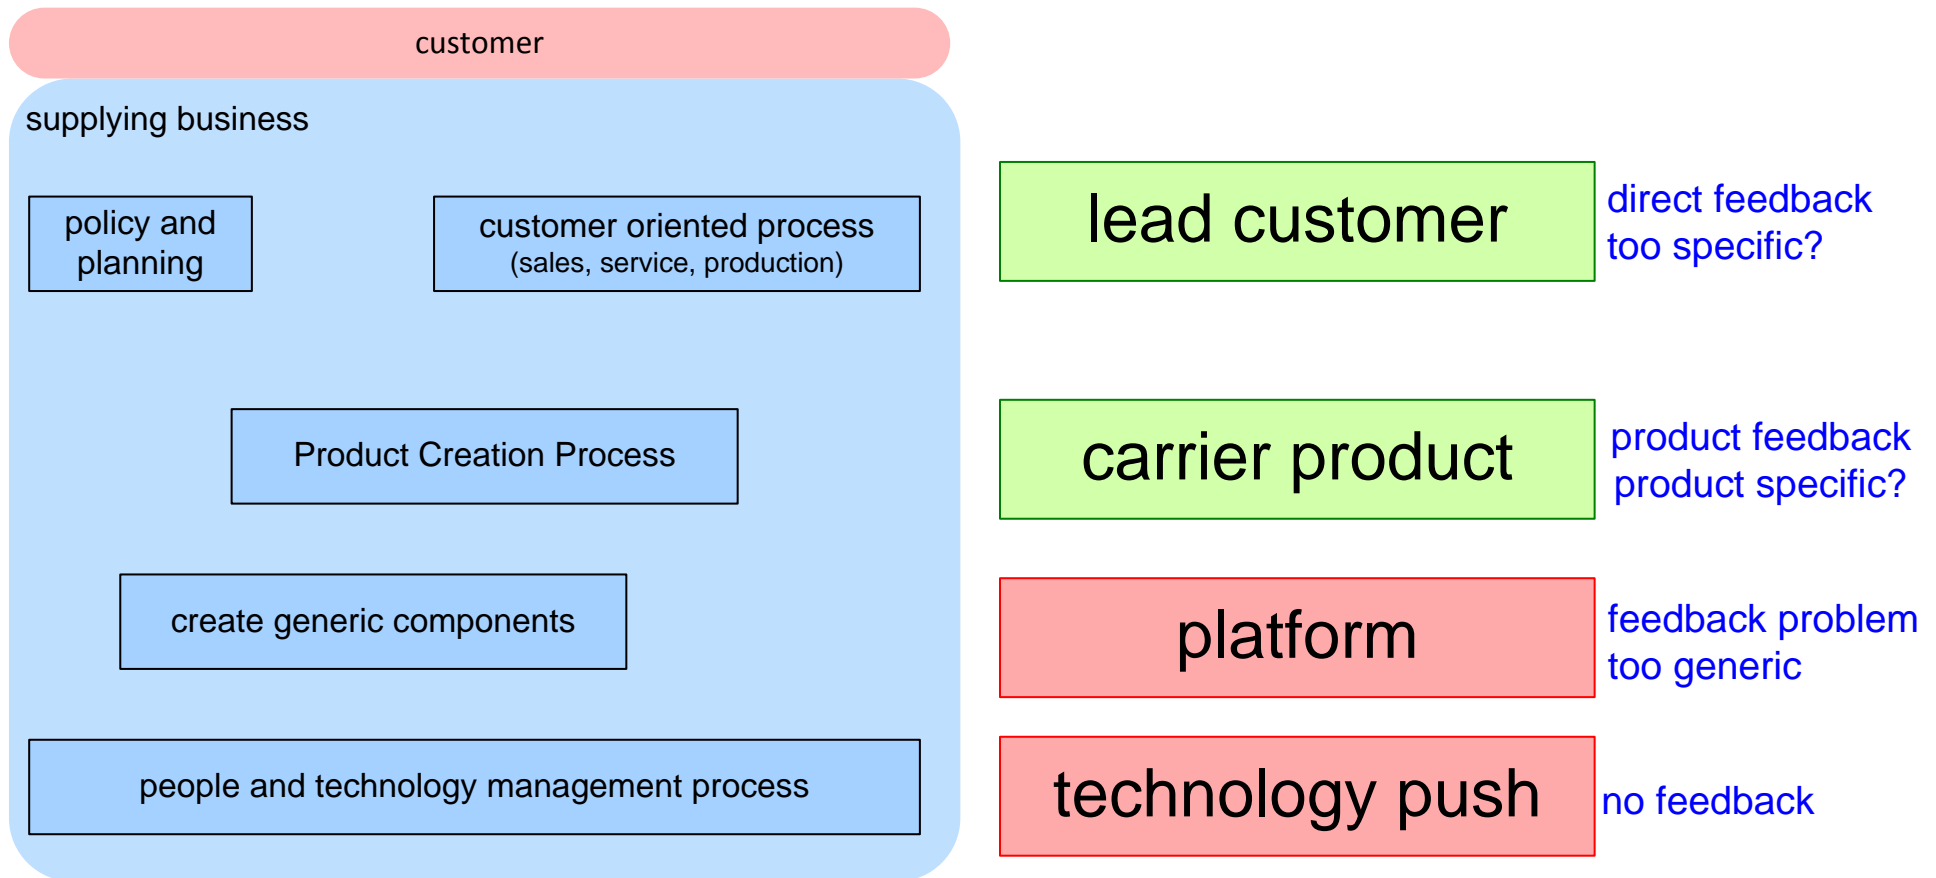 customer
supplying business
policy and
planning
customer oriented process
(sales, service, production)
lead customer
direct feedback
too specific?
Product Creation Process
carrier product
product feedback
product specific?
create generic components
platform
feedback problem
too generic
people and technology management process
technology push
no feedback